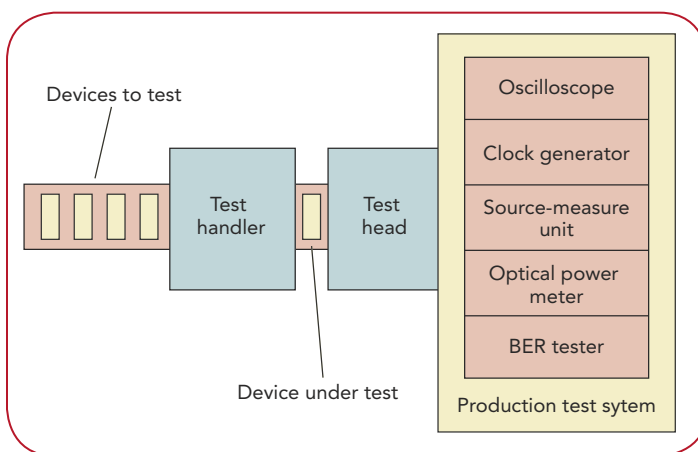 Devices to test
Test
handler
Test
head
Device under test
Oscilloscope
Clock generator
Source-measure
unit
Optical power
meter
BER tester
Production test sytem